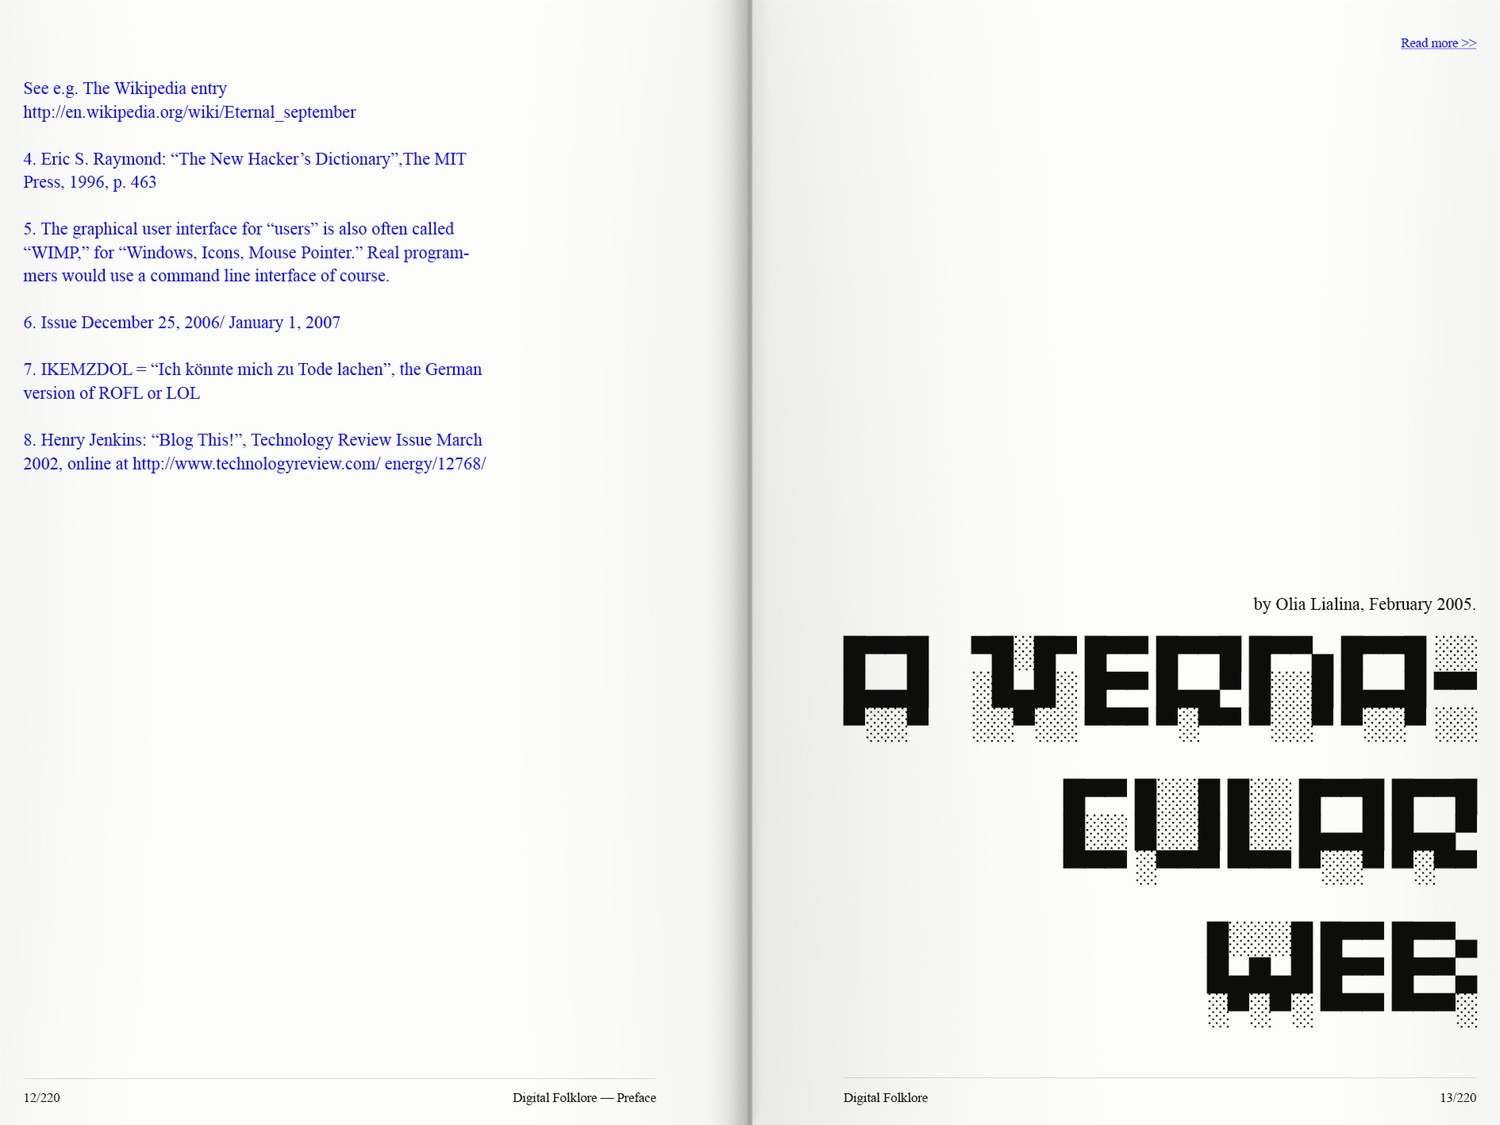 See e.g. The Wikipedia entry
http://en.wikipedia.org/wiki/Eternal_september
4. Eric S. Raymond: “The New Hacker’s Dictionary”,The MIT
Press, 1996, p. 463
5. The graphical user interface for “users” is also often called
“WIMP,” for “Windows, Icons, Mouse Pointer.” Real program-
mers would use a command line interface of course.
6. Issue December 25, 2006/ January 1, 2007
7. IKEMZDOL = “Ich könnte mich zu Tode lachen”, the German
version of ROFL or LOL
8. Henry Jenkins: “Blog This!”, Technology Review Issue March
2002, online at http://www.technologyreview.com/ energy/12768/
12/220
Digital Folklore — Preface
Read more >>
by Olia Lialina, February 2005.
A VERNA-
CULAR
WEB
Digital Folklore
13/220